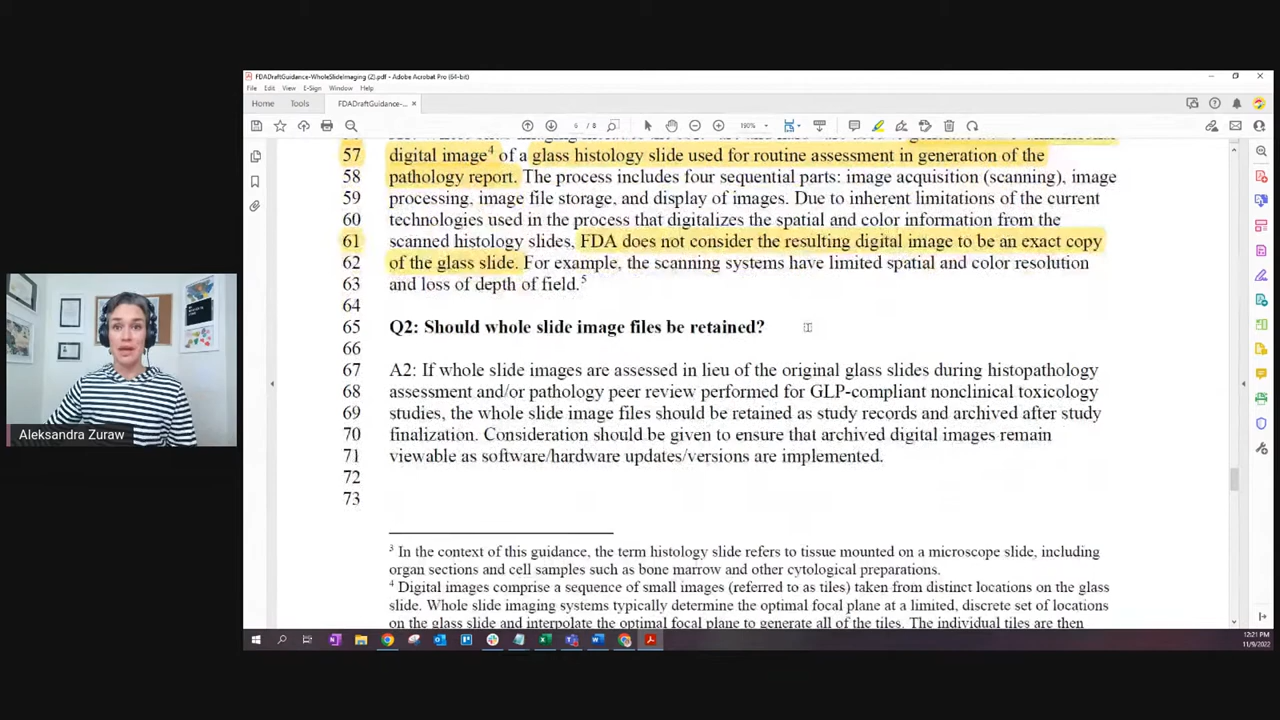 FDADraftGuidance-WholeSlideImaging (2).pdf - Adobe Acrobat Pro (64-bit)
File Edit View E-Sign Window Help
Home Tools FDADraftGuidance-... ×
6 / 8 190%
57 digital image4 of a glass histology slide used for routine assessment in generation of the
58 pathology report. The process includes four sequential parts: image acquisition (scanning), image
59 processing, image file storage, and display of images. Due to inherent limitations of the current
60 technologies used in the process that digitalizes the spatial and color information from the
61 scanned histology slides, FDA does not consider the resulting digital image to be an exact copy
62 of the glass slide. For example, the scanning systems have limited spatial and color resolution
63 and loss of depth of field.5
64
65 Q2: Should whole slide image files be retained?
66
67 A2: If whole slide images are assessed in lieu of the original glass slides during histopathology
68 assessment and/or pathology peer review performed for GLP-compliant nonclinical toxicology
69 studies, the whole slide image files should be retained as study records and archived after study
70 finalization. Consideration should be given to ensure that archived digital images remain
71 viewable as software/hardware updates/versions are implemented.
72
73
3 In the context of this guidance, the term histology slide refers to tissue mounted on a microscope slide, including
organ sections and cell samples such as bone marrow and other cytological preparations.
4 Digital images comprise a sequence of small images (referred to as tiles) taken from distinct locations on the glass
slide. Whole slide imaging systems typically determine the optimal focal plane at a limited, discrete set of locations
on the glass slide and interpolate the optimal focal plane to generate all of the tiles. The individual tiles are then
Aleksandra Zuraw
12:21 PM
11/9/2022